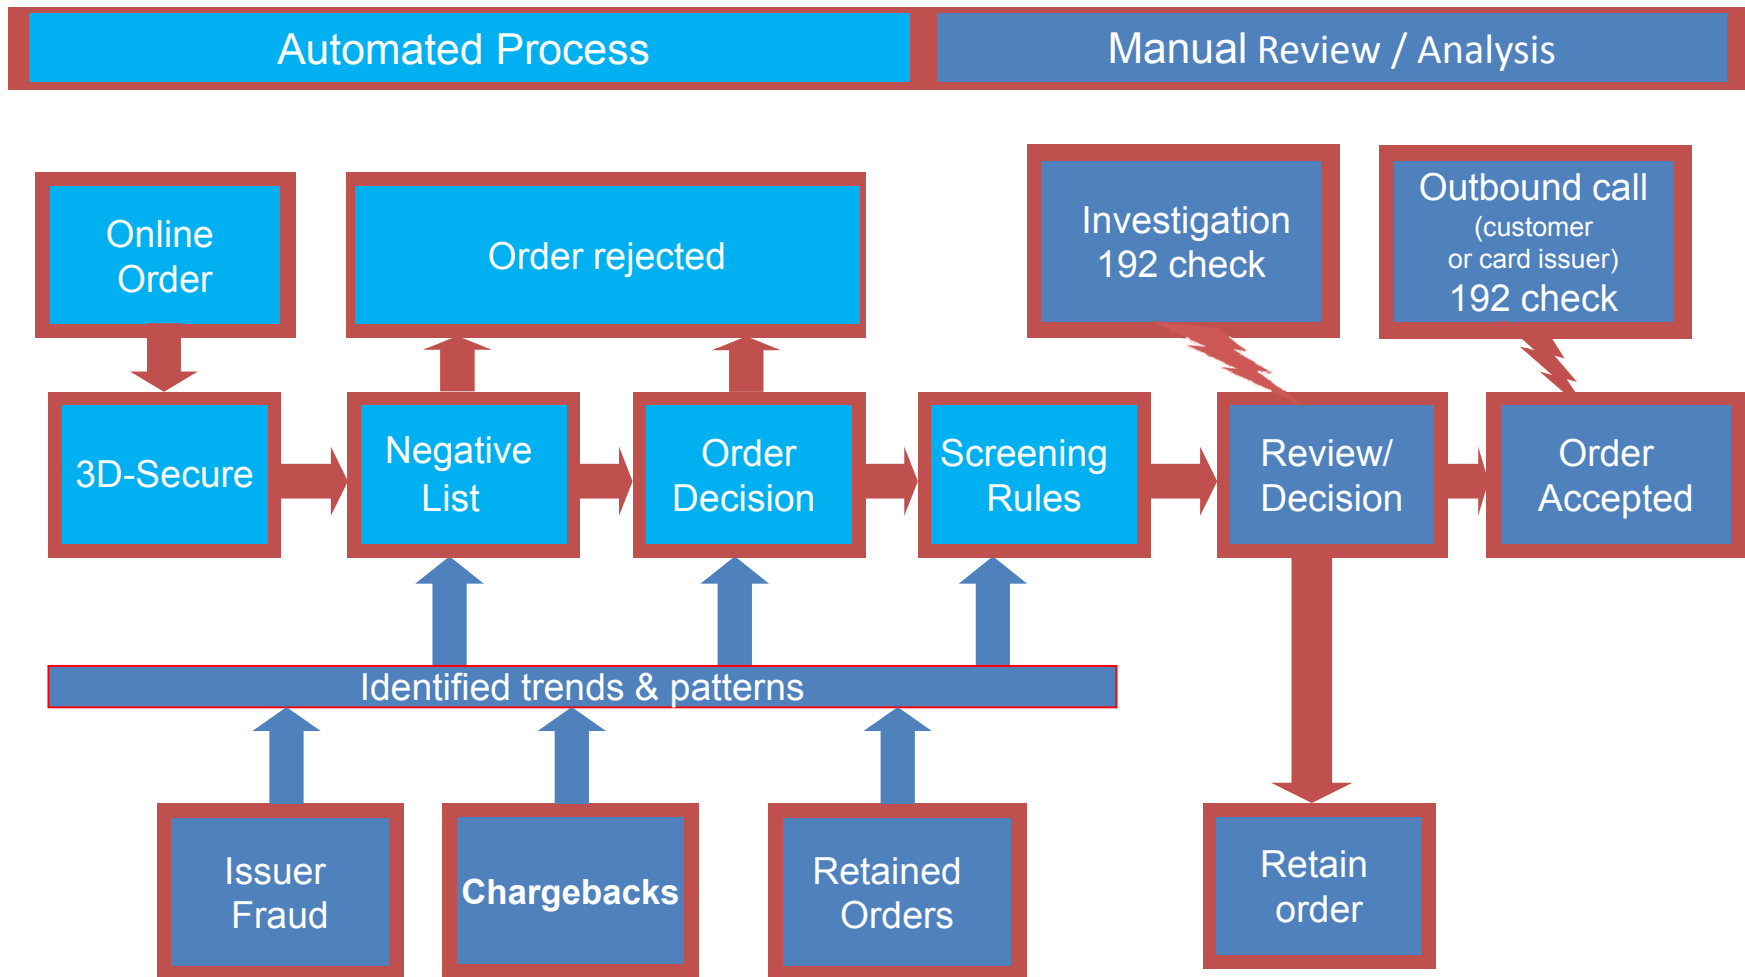 Automated Process
Manual Review / Analysis
Online
Order
Order rejected
Investigation
192 check
Outbound call
(customer
or card issuer)
192 check
3D-Secure
Negative
List
Order
Decision
Screening
Rules
Review/
Decision
Order
Accepted
Identified trends & patterns
Issuer
Fraud
Chargebacks
Retained
Orders
Retain
order